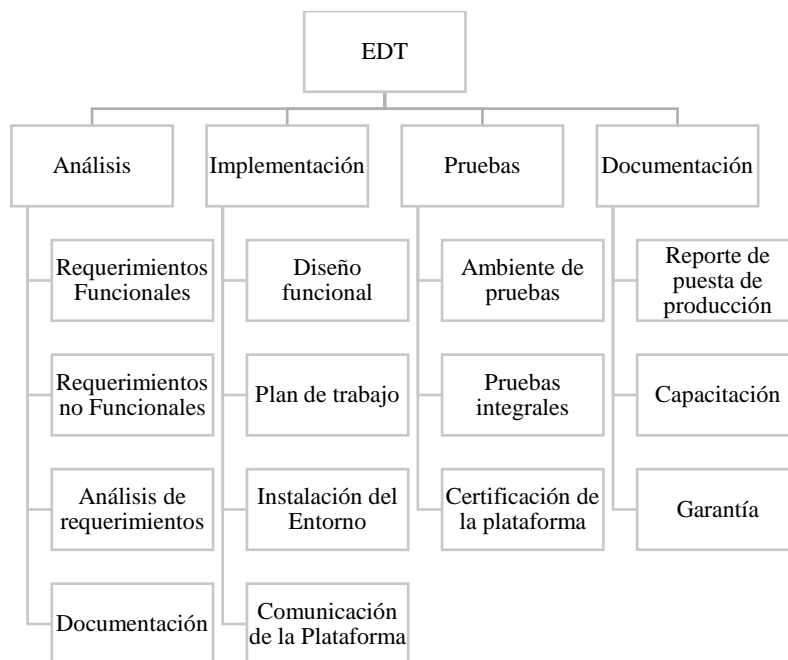 EDT
Análisis
Implementación
Pruebas
Documentación
Requerimientos
Funcionales
Diseño
funcional
Ambiente de
pruebas
Reporte de
puesta de
producción
Requerimientos
no Funcionales
Plan de trabajo
Pruebas
integrales
Capacitación
Análisis de
requerimientos
Instalación del
Entorno
Certificación de
la plataforma
Garantía
Documentación
Comunicación
de la Plataforma